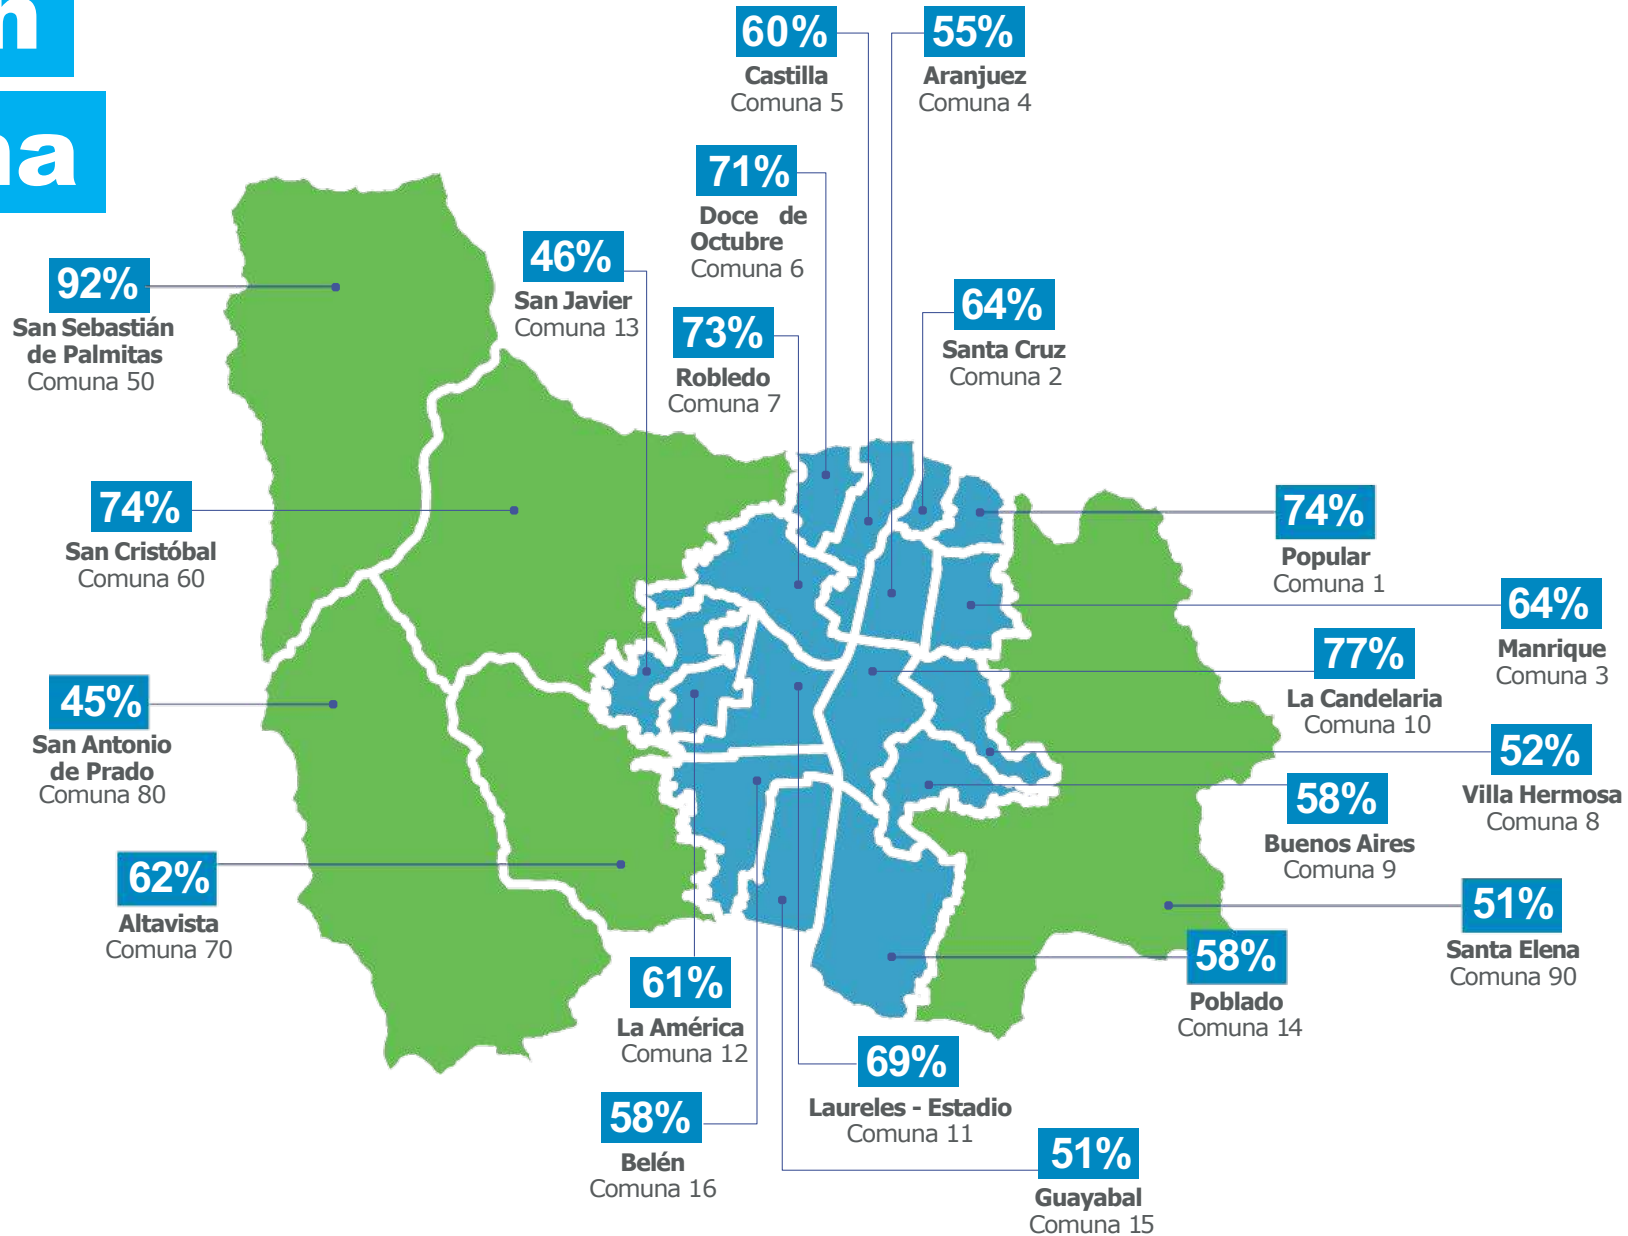 60%
Castilla
Comuna 5
55%
Aranjuez
Comuna 4
71%
Doce de
Octubre
Comuna 6
46%
San Javier
Comuna 13
92%
San Sebastián
de Palmitas
Comuna 50
73%
Robledo
Comuna 7
64%
Santa Cruz
Comuna 2
74%
San Cristóbal
Comuna 60
74%
Popular
Comuna 1
64%
Manrique
Comuna 3
77%
La Candelaria
Comuna 10
45%
San Antonio
de Prado
Comuna 80
52%
Villa Hermosa
Comuna 8
58%
Buenos Aires
Comuna 9
62%
Altavista
Comuna 70
51%
Santa Elena
Comuna 90
58%
Poblado
Comuna 14
61%
La América
Comuna 12
69%
Laureles - Estadio
Comuna 11
58%
Belén
Comuna 16
51%
Guayabal
Comuna 15